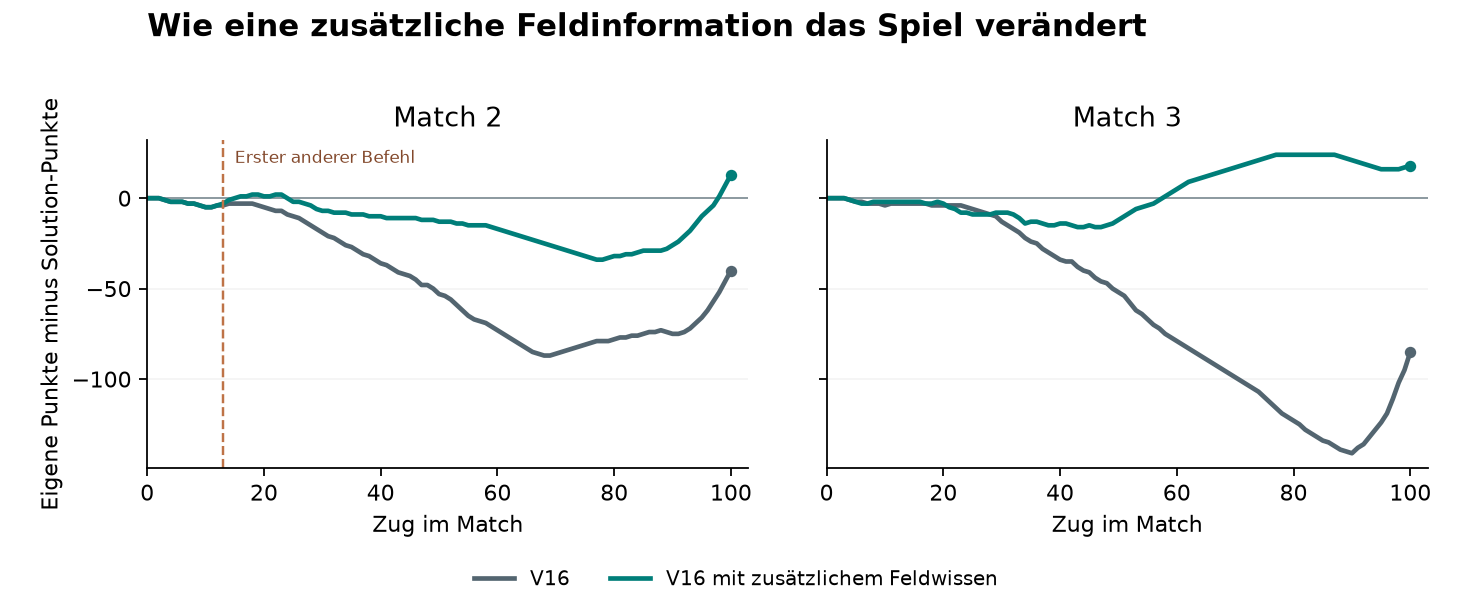 Wie eine zusätzliche Feldinformation das Spiel verändert
Eigene Punkte minus Solution-Punkte
Match 2
Erster anderer Befehl
0
−50
−100
0 20 40 60 80 100
Zug im Match
Match 3
0 20 40 60 80 100
Zug im Match
V16
V16 mit zusätzlichem Feldwissen